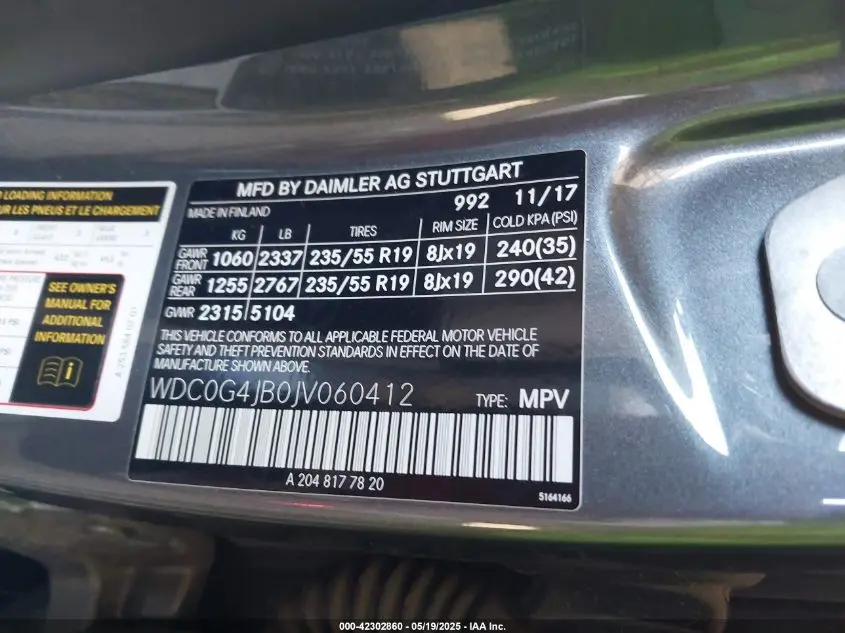 D LOADING INFORMATION
UR LES PNEUS ET LE CHARGEMENT
SEE OWNER'S
MANUAL FOR
ADDITIONAL
INFORMATION
MFD BY DAIMLER AG STUTTGART
992 11/17
MADE IN FINLAND
KG LB TIRES RIM SIZE COLD KPA (PSI)
GAWR FRONT 1060 2337 235/55 R19 8Jx19 240(35)
GAWR REAR 1255 2767 235/55 R19 8Jx19 290(42)
GVWR 2315 5104
THIS VEHICLE CONFORMS TO ALL APPLICABLE FEDERAL MOTOR VEHICLE
SAFETY AND THEFT PREVENTION STANDARDS IN EFFECT ON THE DATE OF
MANUFACTURE SHOWN ABOVE.
WDC0G4JB0JV060412 TYPE: MPV
A 204 817 78 20
5164166
000-42302860 — 05/19/2025 — IAA Inc.